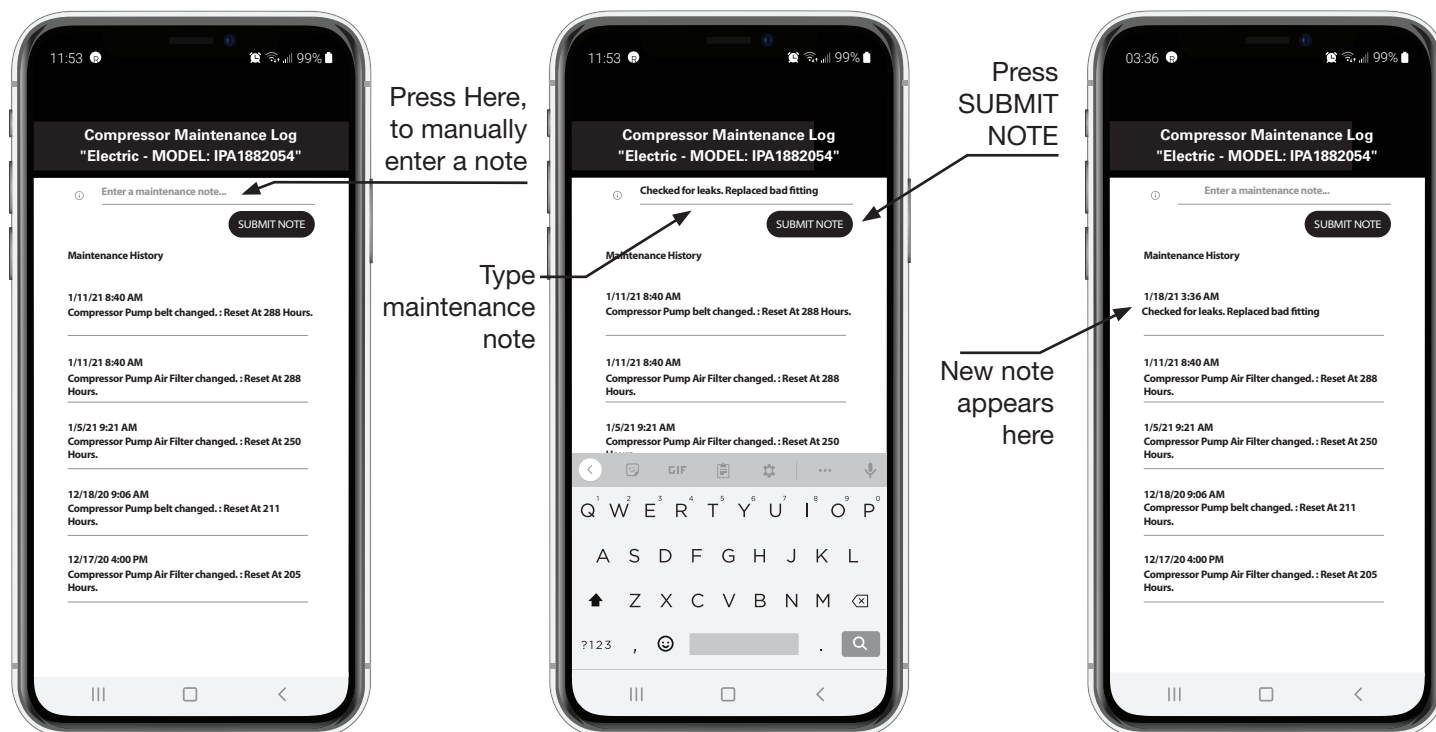 11:53 R 99%
Compressor Maintenance Log
"Electric - MODEL: IPA1882054"
Enter a maintenance note...
SUBMIT NOTE
Maintenance History
1/11/21 8:40 AM
Compressor Pump belt changed. : Reset At 288 Hours.
1/11/21 8:40 AM
Compressor Pump Air Filter changed. : Reset At 288
Hours.
1/5/21 9:21 AM
Compressor Pump Air Filter changed. : Reset At 250
Hours.
12/18/20 9:06 AM
Compressor Pump belt changed. : Reset At 211
Hours.
12/17/20 4:00 PM
Compressor Pump Air Filter changed. : Reset At 205
Hours.
Press Here,
to manually
enter a note
11:53 R 99%
Compressor Maintenance Log
"Electric - MODEL: IPA1882054"
Checked for leaks. Replaced bad fitting
SUBMIT NOTE
Maintenance History
1/11/21 8:40 AM
Compressor Pump belt changed. : Reset At 288 Hours.
1/11/21 8:40 AM
Compressor Pump Air Filter changed. : Reset At 288
Hours.
1/5/21 9:21 AM
Compressor Pump Air Filter changed. : Reset At 250
GIF
Q1 W2 E3 R4 T5 Y6 U7 I8 O9 P0
A S D F G H J K L
Z X C V B N M
?123 , .
Type
maintenance
note
Press
SUBMIT
NOTE
03:36 R 99%
Compressor Maintenance Log
"Electric - MODEL: IPA1882054"
Enter a maintenance note...
SUBMIT NOTE
Maintenance History
1/18/21 3:36 AM
Checked for leaks. Replaced bad fitting
1/11/21 8:40 AM
Compressor Pump Air Filter changed. : Reset At 288
Hours.
1/5/21 9:21 AM
Compressor Pump Air Filter changed. : Reset At 250
Hours.
12/18/20 9:06 AM
Compressor Pump belt changed. : Reset At 211
Hours.
12/17/20 4:00 PM
Compressor Pump Air Filter changed. : Reset At 205
Hours.
New note
appears
here